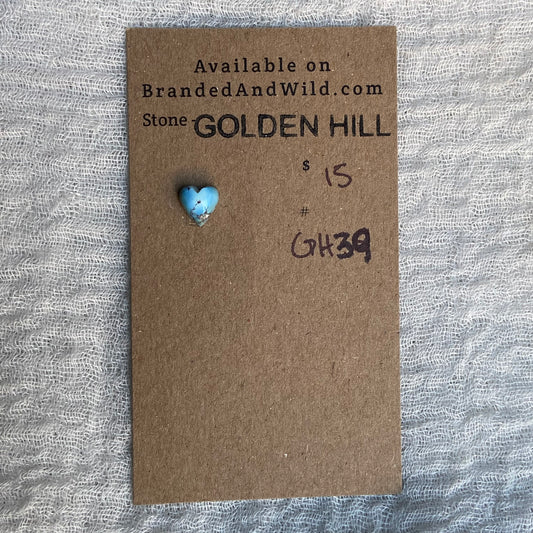 Available on
BrandedAndWild.com
Stone - GOLDEN HILL
$ 15
#
GH39